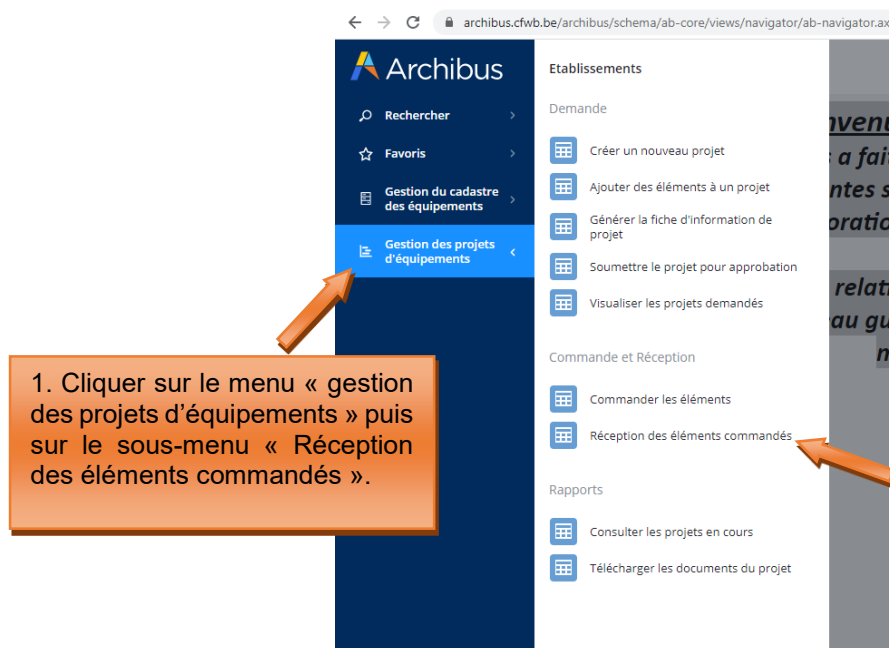 archibus.cfwb.be/archibus/schema/ab-core/views/navigator/ab-navigator.ax
Archibus
Rechercher
Favoris
Gestion du cadastre
des équipements
Gestion des projets
d'équipements
Etablissements
Demande
Créer un nouveau projet
Ajouter des éléments à un projet
Générer la fiche d'information de
projet
Soumettre le projet pour approbation
Visualiser les projets demandés
Commande et Réception
Commander les éléments
Réception des éléments commandés
Rapports
Consulter les projets en cours
Télécharger les documents du projet
1. Cliquer sur le menu « gestion
des projets d’équipements » puis
sur le sous-menu « Réception
des éléments commandés ».